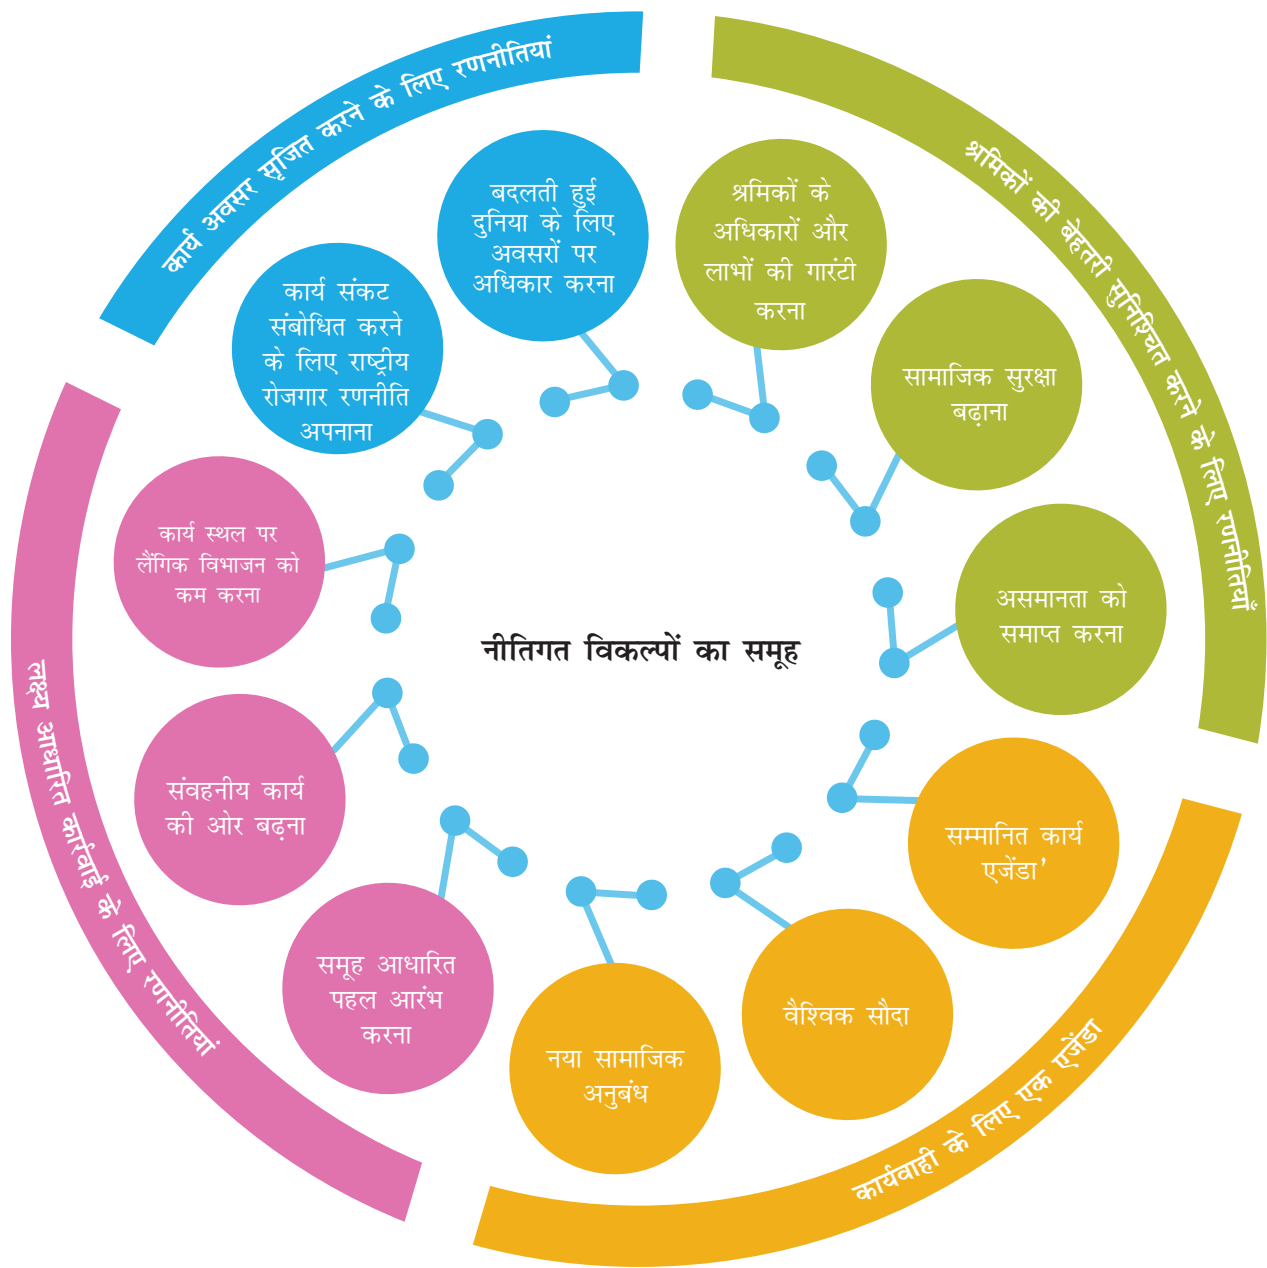 कार्य अवसर सृजित करने के लिए रणनीतियां
बदलती हुई
दुनिया के लिए
अवसरों पर
अधिकार करना
कार्य संकट
संबोधित करने
के लिए राष्ट्रीय
रोजगार रणनीति
अपनाना
श्रमिकों की बेहतरी सुनिश्चित करने के लिए रणनीतियाँ
श्रमिकों के
अधिकारों और
लाभों की गारंटी
करना
सामाजिक सुरक्षा
बढ़ाना
असमानता को
समाप्त करना
नीतिगत विकल्पों का समूह
कार्यवाही के लिए एक एजेंडा
सम्मानित कार्य
एजेंडा’
वैश्विक सौदा
नया सामाजिक
अनुबंध
लक्ष्य आधारित कार्रवाई के लिए रणनीतियां
कार्य स्थल पर
लैंगिक विभाजन को
कम करना
संवहनीय कार्य
की ओर बढ़ना
समूह आधारित
पहल आरंभ
करना